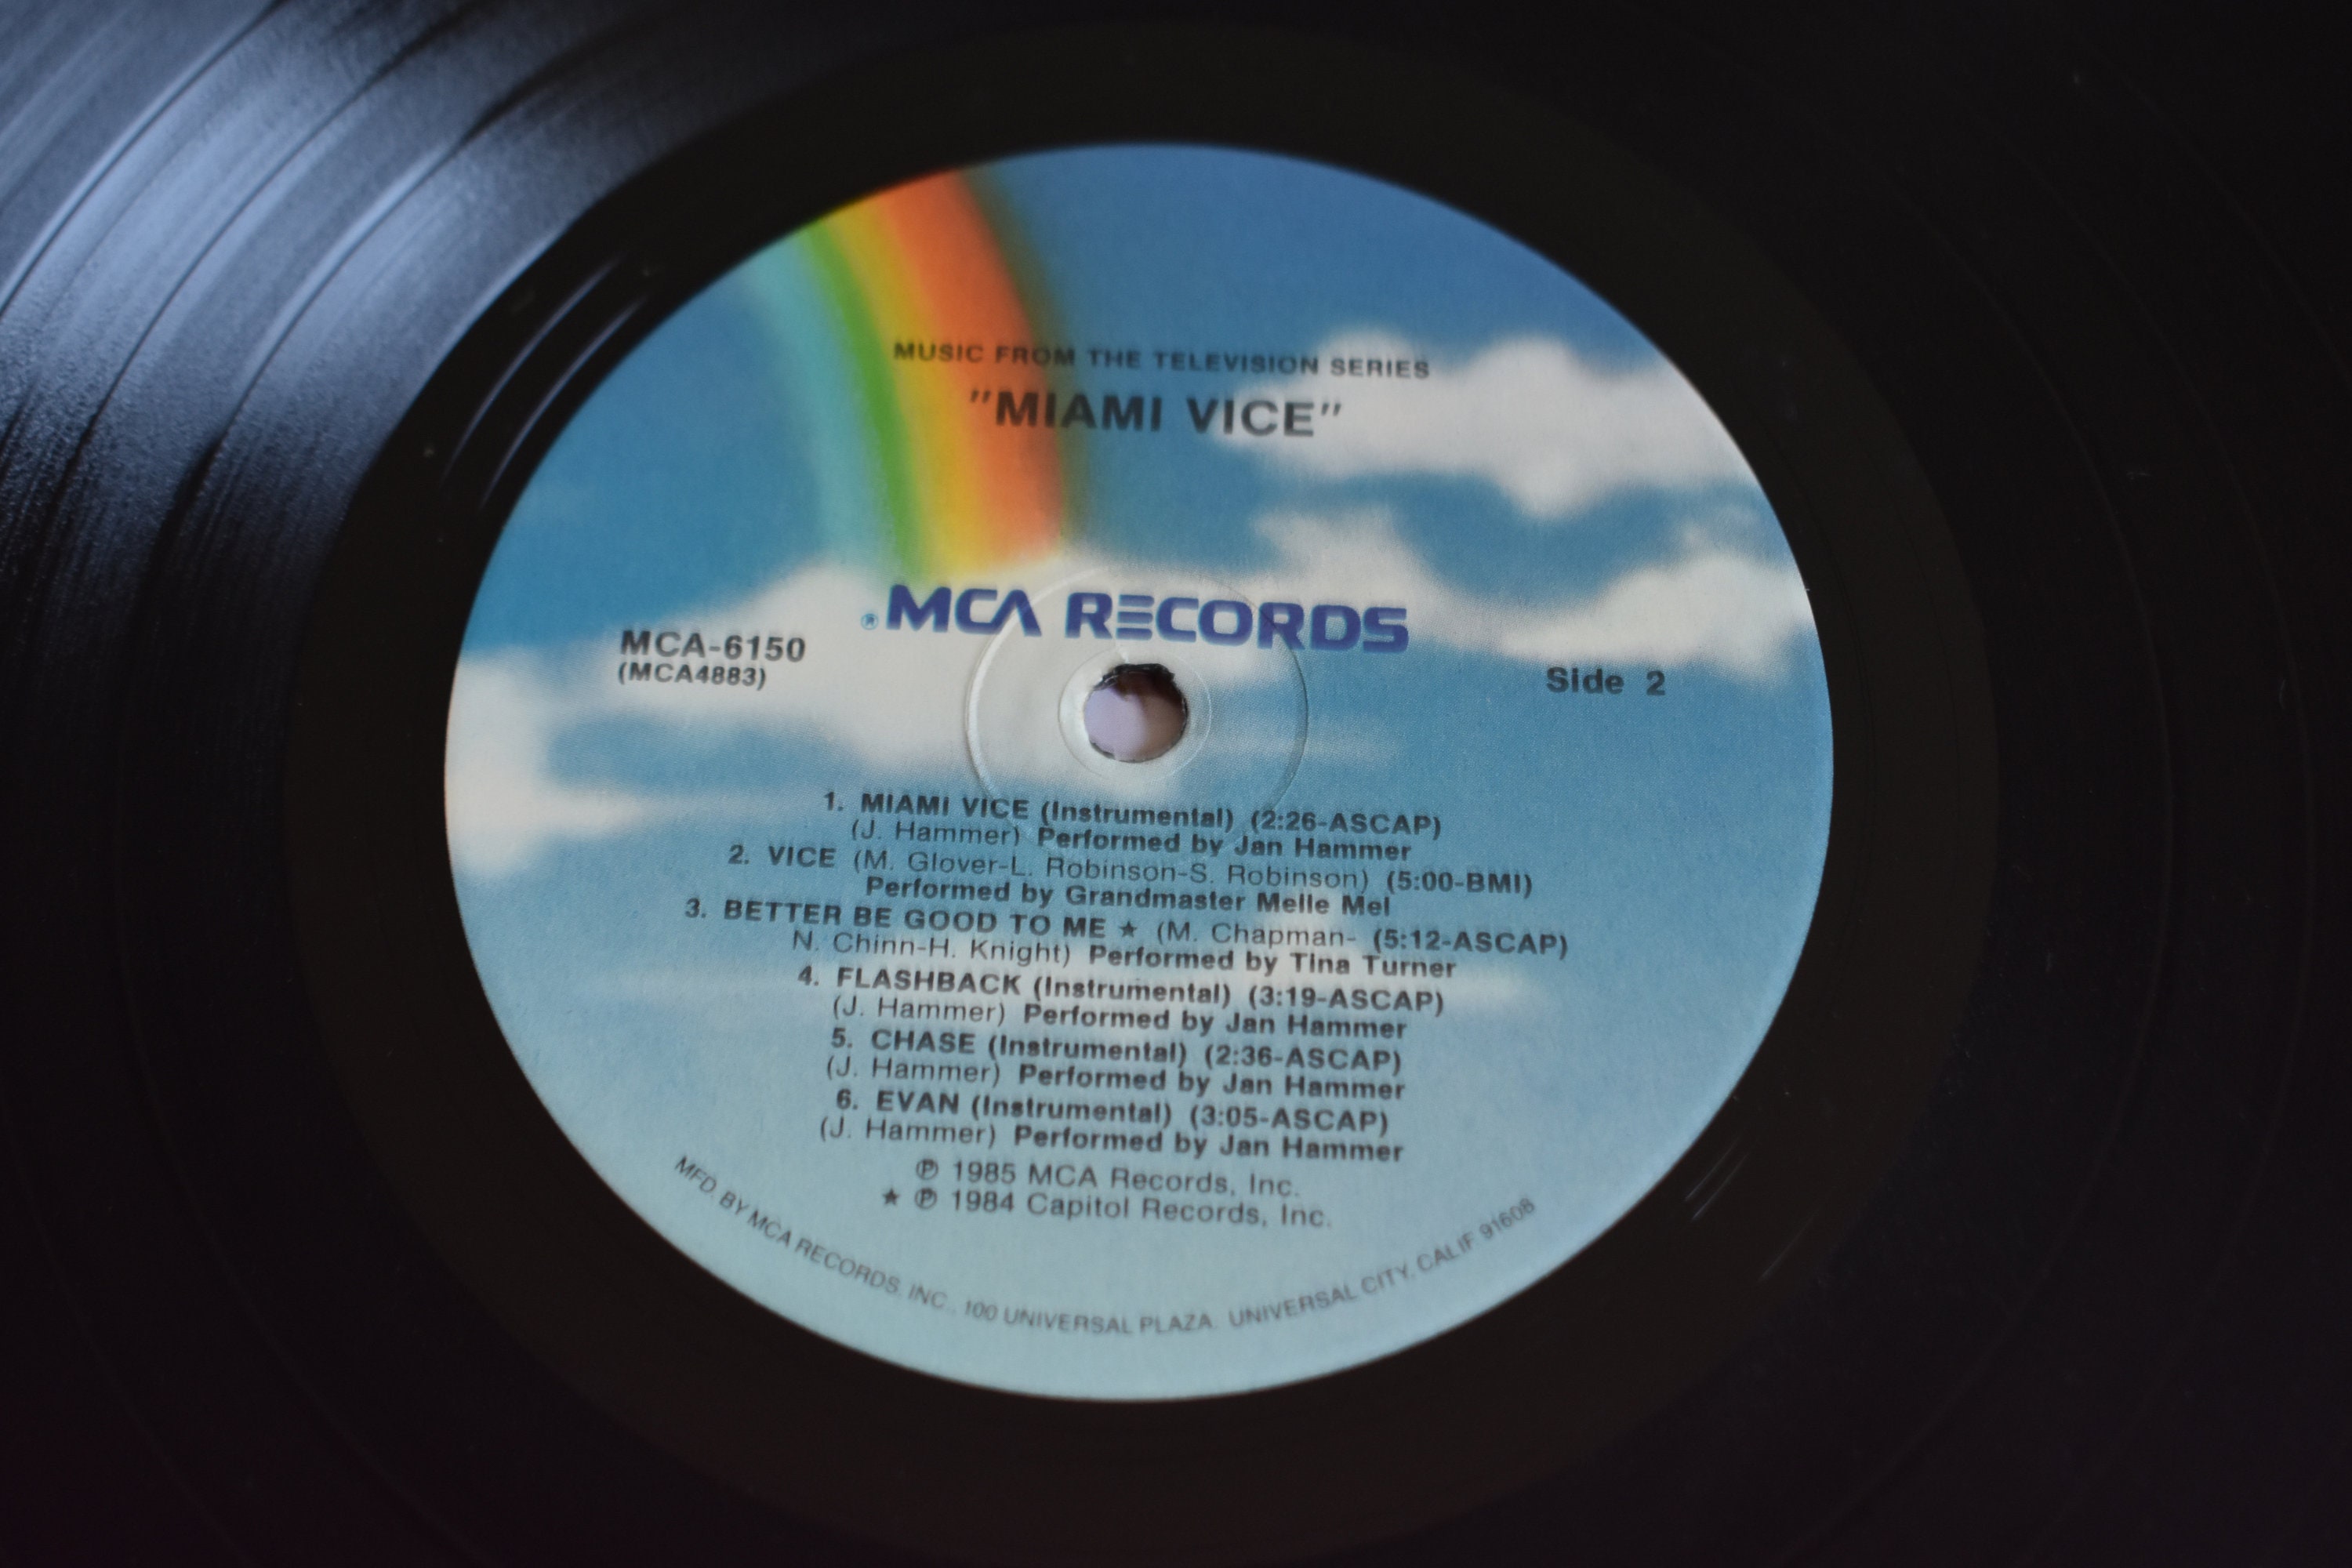 MUSIC FROM THE TELEVISION SERIES
"MIAMI VICE"
® MCA RECORDS
MCA-6150
(MCA4883)
Side 2
1. MIAMI VICE (Instrumental) (2:26-ASCAP)
(J. Hammer) Performed by Jan Hammer
2. VICE (M. Glover-L. Robinson-S. Robinson) (5:00-BMI)
Performed by Grandmaster Melle Mel
3. BETTER BE GOOD TO ME ★ (M. Chapman- (5:12-ASCAP)
N. Chinn-H. Knight) Performed by Tina Turner
4. FLASHBACK (Instrumental) (3:19-ASCAP)
(J. Hammer) Performed by Jan Hammer
5. CHASE (Instrumental) (2:36-ASCAP)
(J. Hammer) Performed by Jan Hammer
6. EVAN (Instrumental) (3:05-ASCAP)
(J. Hammer) Performed by Jan Hammer
℗ 1985 MCA Records, Inc.
★ ℗ 1984 Capitol Records, Inc.
MFD. BY MCA RECORDS, INC., 100 UNIVERSAL PLAZA, UNIVERSAL CITY, CALIF 91608